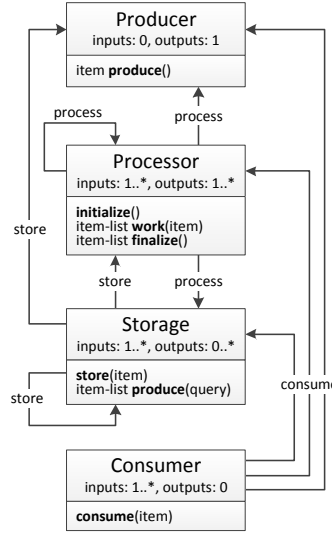 Producer
inputs: 0, outputs: 1
item produce()
process
process
Processor
inputs: 1..*, outputs: 1..*
initialize()
item-list work(item)
item-list finalize()
store
store
process
Storage
inputs: 1..*, outputs: 0..*
store(item)
item-list produce(query)
store
consume
Consumer
inputs: 1..*, outputs: 0
consume(item)